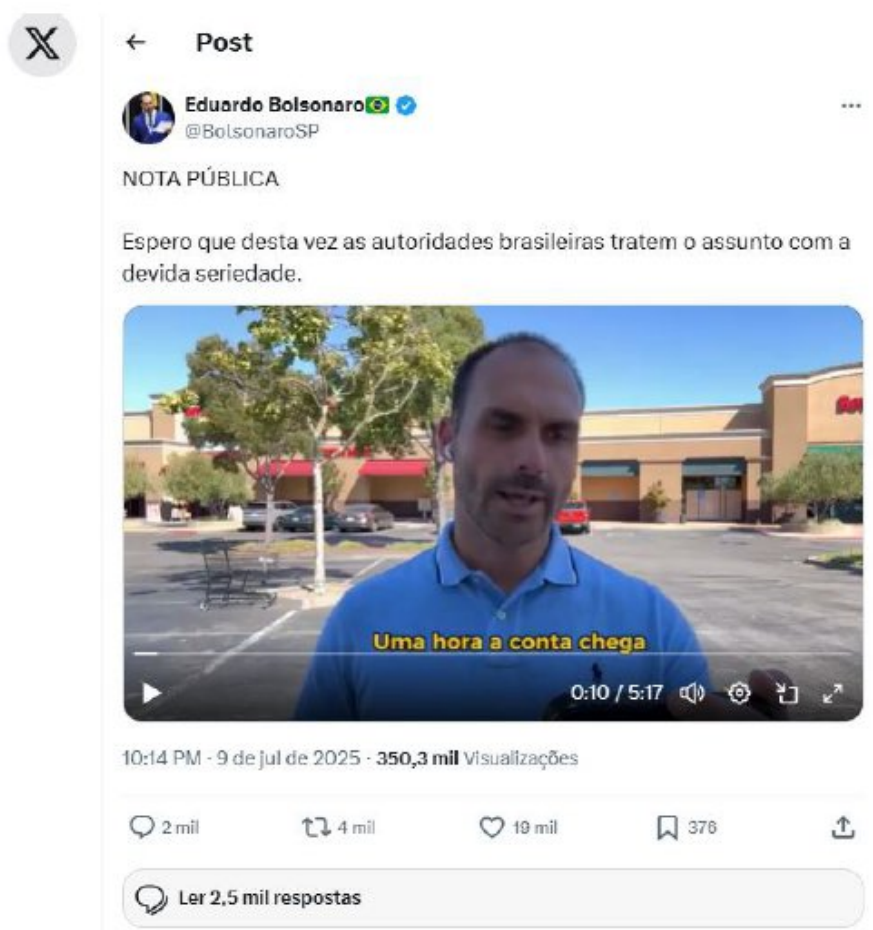 Post
Eduardo Bolsonaro
@BolsonaroSP
NOTA PÚBLICA
Espero que desta vez as autoridades brasileiras tratem o assunto com a
devida seriedade.
Uma hora a conta chega
0:10 / 5:17
10:14 PM · 9 de jul de 2025 · 350,3 mil Visualizações
2 mil 4 mil 19 mil 376
Ler 2,5 mil respostas